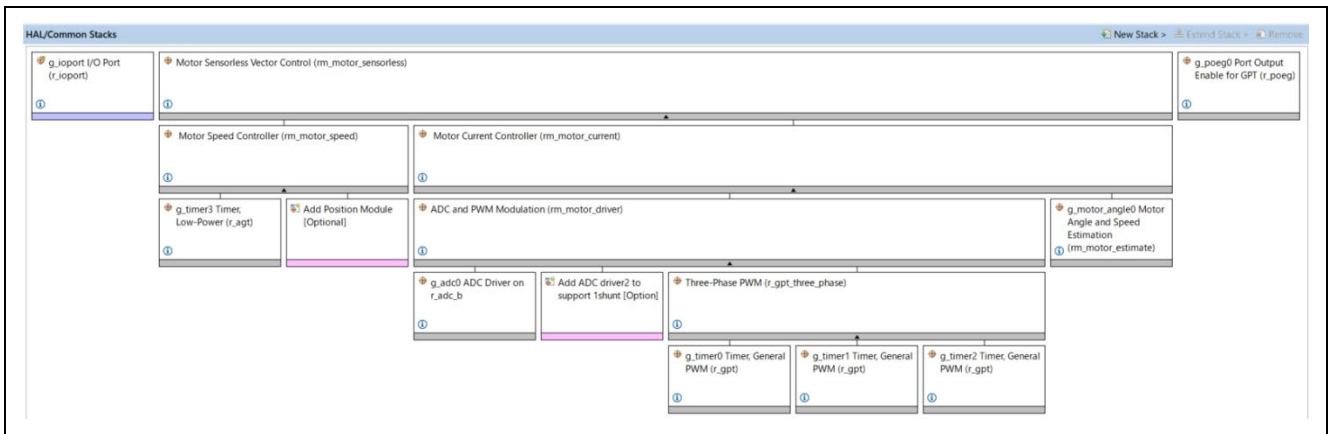 HAL/Common Stacks
New Stack > Extend Stack > Remove
g_ioport I/O Port
(r_ioport)
Motor Sensorless Vector Control (rm_motor_sensorless)
g_poeg0 Port Output
Enable for GPT (r_poeg)
Motor Speed Controller (rm_motor_speed)
Motor Current Controller (rm_motor_current)
g_timer3 Timer,
Low-Power (r_agt)
Add Position Module
[Optional]
ADC and PWM Modulation (rm_motor_driver)
g_motor_angle0 Motor
Angle and Speed
Estimation
(rm_motor_estimate)
g_adc0 ADC Driver on
r_adc_b
Add ADC driver2 to
support 1shunt [Option]
Three-Phase PWM (r_gpt_three_phase)
g_timer0 Timer, General
PWM (r_gpt)
g_timer1 Timer, General
PWM (r_gpt)
g_timer2 Timer, General
PWM (r_gpt)